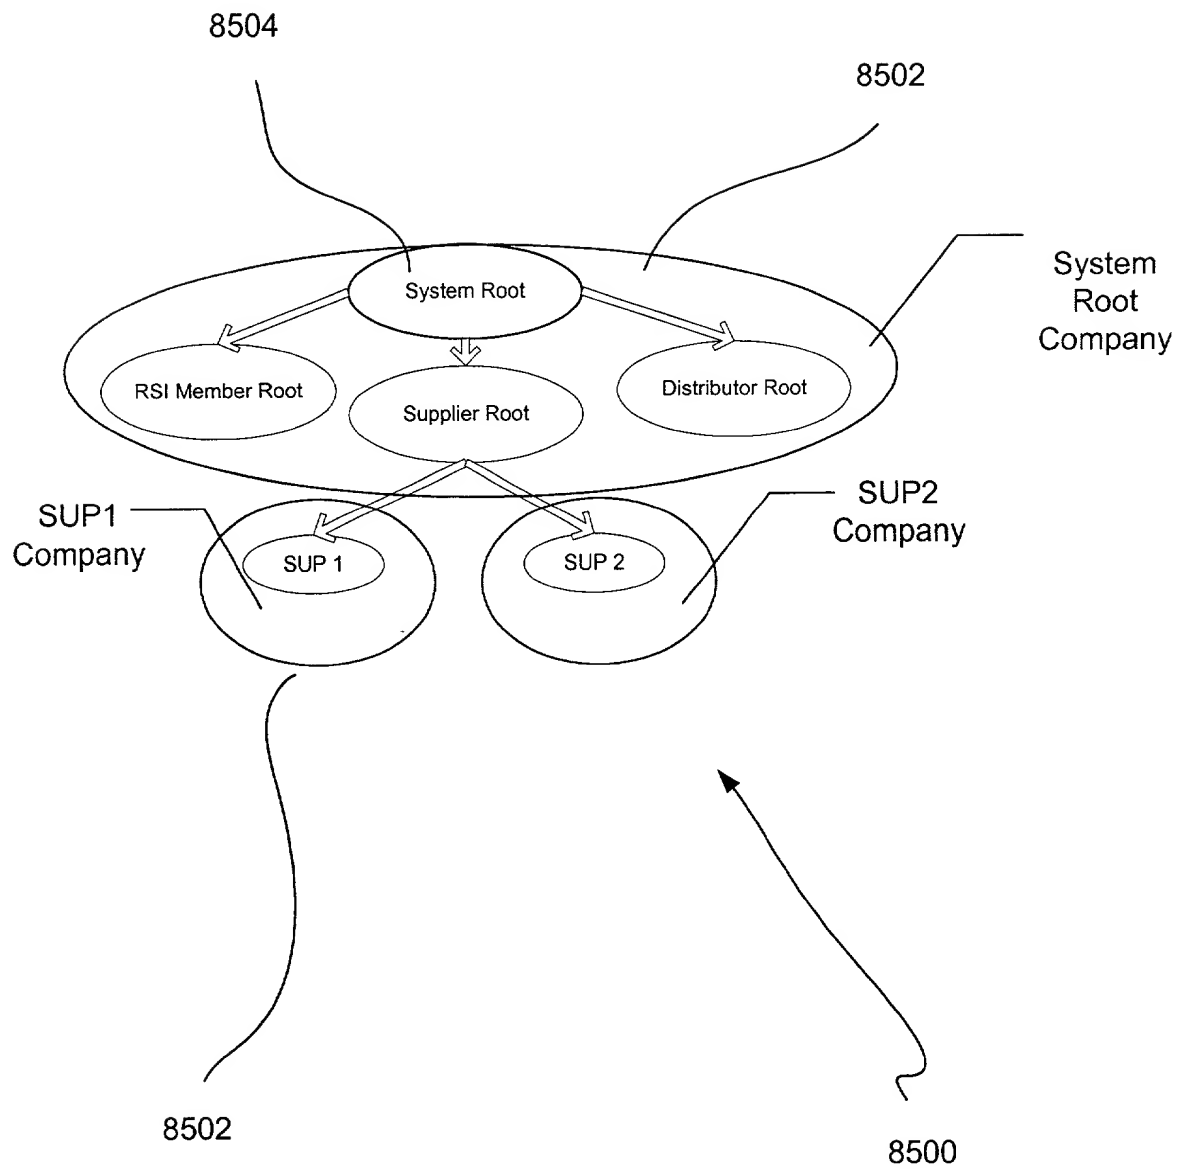 8504
8502
System
Root
Company
System Root
RSI Member Root
Supplier Root
Distributor Root
SUP1
Company
SUP2
Company
SUP 1
SUP 2
8502
8500